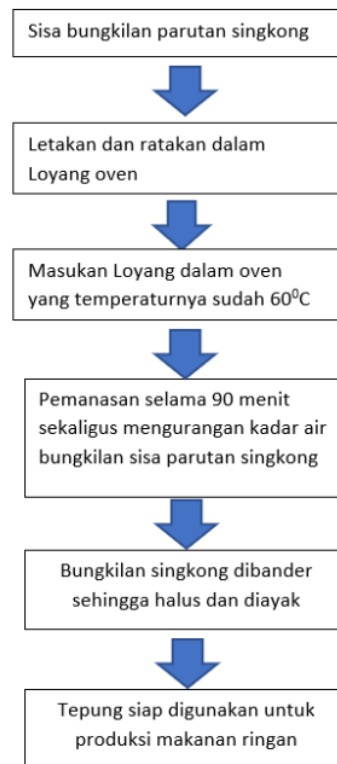 Sisa bungkilan parutan singkong
Letakan dan ratakan dalam
Loyang oven
Masukan Loyang dalam oven
yang temperaturnya sudah 60⁰C
Pemanasan selama 90 menit
sekaligus mengurangan kadar air
bungkilan sisa parutan singkong
Bungkilan singkong dibander
sehingga halus dan diayak
Tepung siap digunakan untuk
produksi makanan ringan